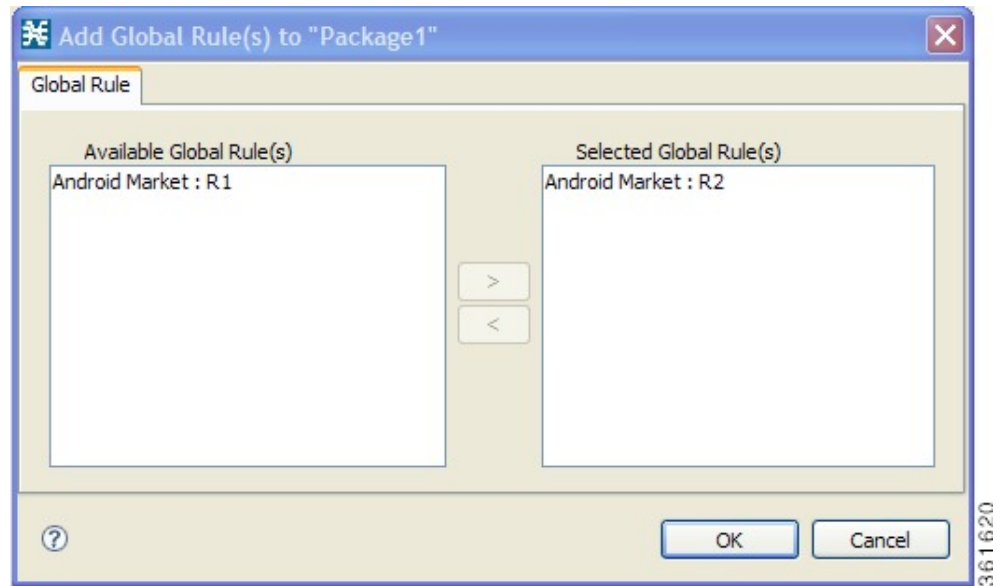 Add Global Rule(s) to "Package1"
Global Rule
Available Global Rule(s)
Selected Global Rule(s)
Android Market : R1
Android Market : R2
>
<
?
OK
Cancel
361620